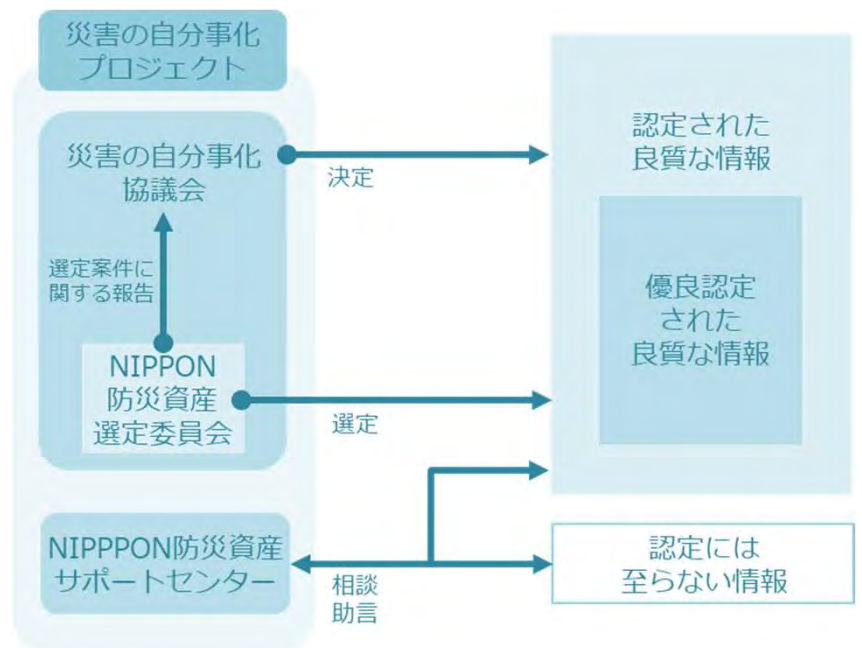 災害の自分事化
プロジェクト
災害の自分事化
協議会
選定案件に
関する報告
NIPPON
防災資産
選定委員会
NIPPPON防災資産
サポートセンター
決定
選定
相談
助言
認定された
良質な情報
優良認定
された
良質な情報
認定には
至らない情報